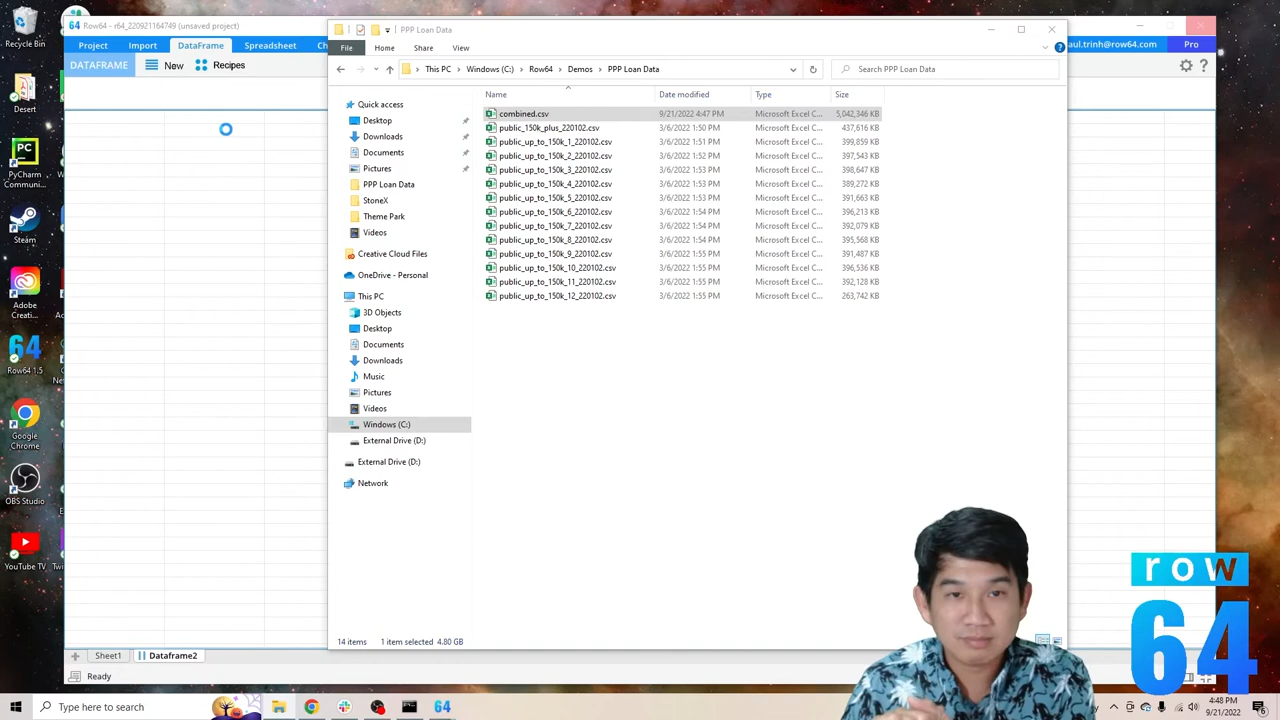 Recycle Bin
Desert
PyCharm
Communi...
Steam
Adobe
Creati...
Row64 1.5
Google
Chrome
OBS Studio
YouTube TV
64 Row64 - r64_220921164749 (unsaved project)
Project Import DataFrame Spreadsheet Ch
aul.trinh@row64.com Pro
DATAFRAME New Recipes
PPP Loan Data
File Home Share View
This PC > Windows (C:) > Row64 > Demos > PPP Loan Data
Search PPP Loan Data
Quick access
Desktop
Downloads
Documents
Pictures
PPP Loan Data
StoneX
Theme Park
Videos
Creative Cloud Files
OneDrive - Personal
This PC
3D Objects
Desktop
Documents
Downloads
Music
Pictures
Videos
Windows (C:)
External Drive (D:)
External Drive (D:)
Network
Name Date modified Type Size
combined.csv 9/21/2022 4:47 PM Microsoft Excel C... 5,042,346 KB
public_150k_plus_220102.csv 3/6/2022 1:50 PM Microsoft Excel C... 437,616 KB
public_up_to_150k_1_220102.csv 3/6/2022 1:51 PM Microsoft Excel C... 399,859 KB
public_up_to_150k_2_220102.csv 3/6/2022 1:52 PM Microsoft Excel C... 397,543 KB
public_up_to_150k_3_220102.csv 3/6/2022 1:53 PM Microsoft Excel C... 398,647 KB
public_up_to_150k_4_220102.csv 3/6/2022 1:53 PM Microsoft Excel C... 389,272 KB
public_up_to_150k_5_220102.csv 3/6/2022 1:53 PM Microsoft Excel C... 391,663 KB
public_up_to_150k_6_220102.csv 3/6/2022 1:54 PM Microsoft Excel C... 396,213 KB
public_up_to_150k_7_220102.csv 3/6/2022 1:54 PM Microsoft Excel C... 392,079 KB
public_up_to_150k_8_220102.csv 3/6/2022 1:54 PM Microsoft Excel C... 395,568 KB
public_up_to_150k_9_220102.csv 3/6/2022 1:55 PM Microsoft Excel C... 391,487 KB
public_up_to_150k_10_220102.csv 3/6/2022 1:55 PM Microsoft Excel C... 396,536 KB
public_up_to_150k_11_220102.csv 3/6/2022 1:55 PM Microsoft Excel C... 392,128 KB
public_up_to_150k_12_220102.csv 3/6/2022 1:55 PM Microsoft Excel C... 263,742 KB
14 items 1 item selected 4.80 GB
row
64
Sheet1 Dataframe2
Ready
Type here to search
64
4:48 PM
9/21/2022
6